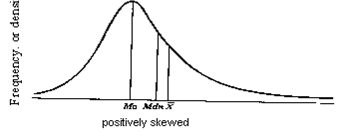 Frequency. or densi
Mo Mdn X̅
positively skewed